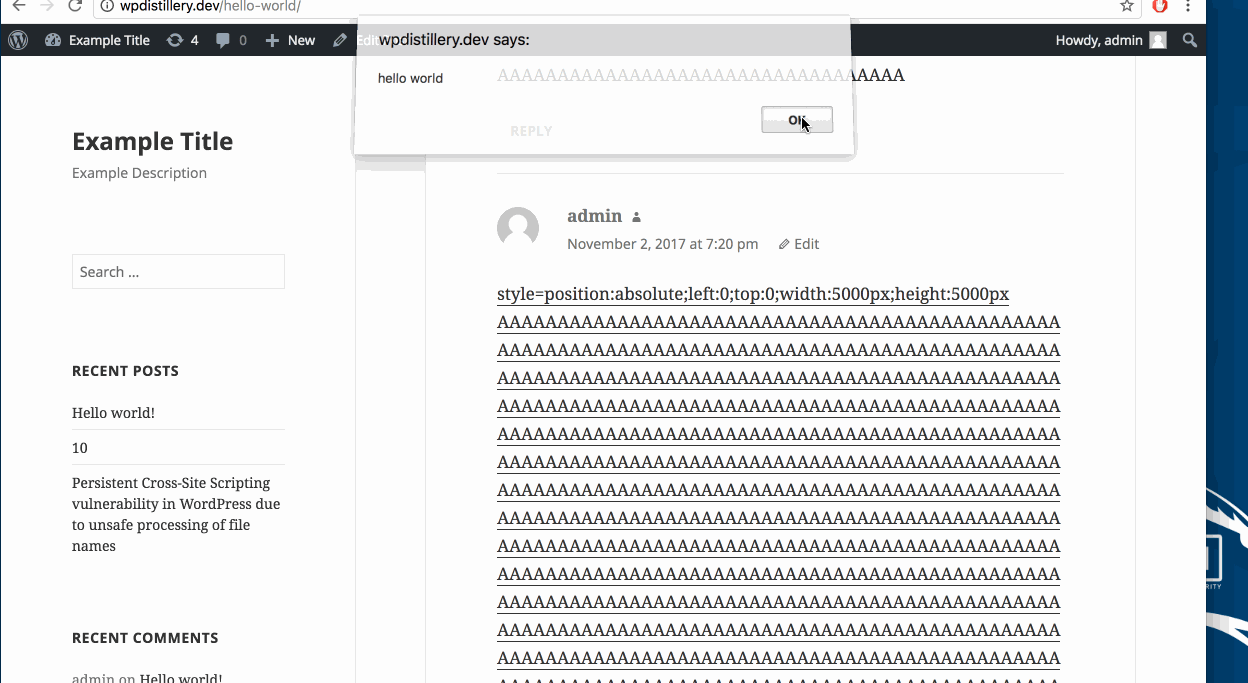 wpdistillery.dev/hello-world/
Example Title 4 0 New Edit Howdy, admin
wpdistillery.dev says:
hello world
AAAAAAAAAAAAAAAAAAAAAAAAAAAAAAAAAA
OK
REPLY
Example Title
Example Description
Search ...
RECENT POSTS
Hello world!
10
Persistent Cross-Site Scripting
vulnerability in WordPress due
to unsafe processing of file
names
RECENT COMMENTS
admin on Hello world!
admin
November 2, 2017 at 7:20 pm Edit
style=position:absolute;left:0;top:0;width:5000px;height:5000px
AAAAAAAAAAAAAAAAAAAAAAAAAAAAAAAAAAAAAAAAAAAAAAA
AAAAAAAAAAAAAAAAAAAAAAAAAAAAAAAAAAAAAAAAAAAAAAA
AAAAAAAAAAAAAAAAAAAAAAAAAAAAAAAAAAAAAAAAAAAAAAA
AAAAAAAAAAAAAAAAAAAAAAAAAAAAAAAAAAAAAAAAAAAAAAA
AAAAAAAAAAAAAAAAAAAAAAAAAAAAAAAAAAAAAAAAAAAAAAA
AAAAAAAAAAAAAAAAAAAAAAAAAAAAAAAAAAAAAAAAAAAAAAA
AAAAAAAAAAAAAAAAAAAAAAAAAAAAAAAAAAAAAAAAAAAAAAA
AAAAAAAAAAAAAAAAAAAAAAAAAAAAAAAAAAAAAAAAAAAAAAA
AAAAAAAAAAAAAAAAAAAAAAAAAAAAAAAAAAAAAAAAAAAAAAA
AAAAAAAAAAAAAAAAAAAAAAAAAAAAAAAAAAAAAAAAAAAAAAA
AAAAAAAAAAAAAAAAAAAAAAAAAAAAAAAAAAAAAAAAAAAAAAA
AAAAAAAAAAAAAAAAAAAAAAAAAAAAAAAAAAAAAAAAAAAAAAA
AAAAAAAAAAAAAAAAAAAAAAAAAAAAAAAAAAAAAAAAAAAAAAA